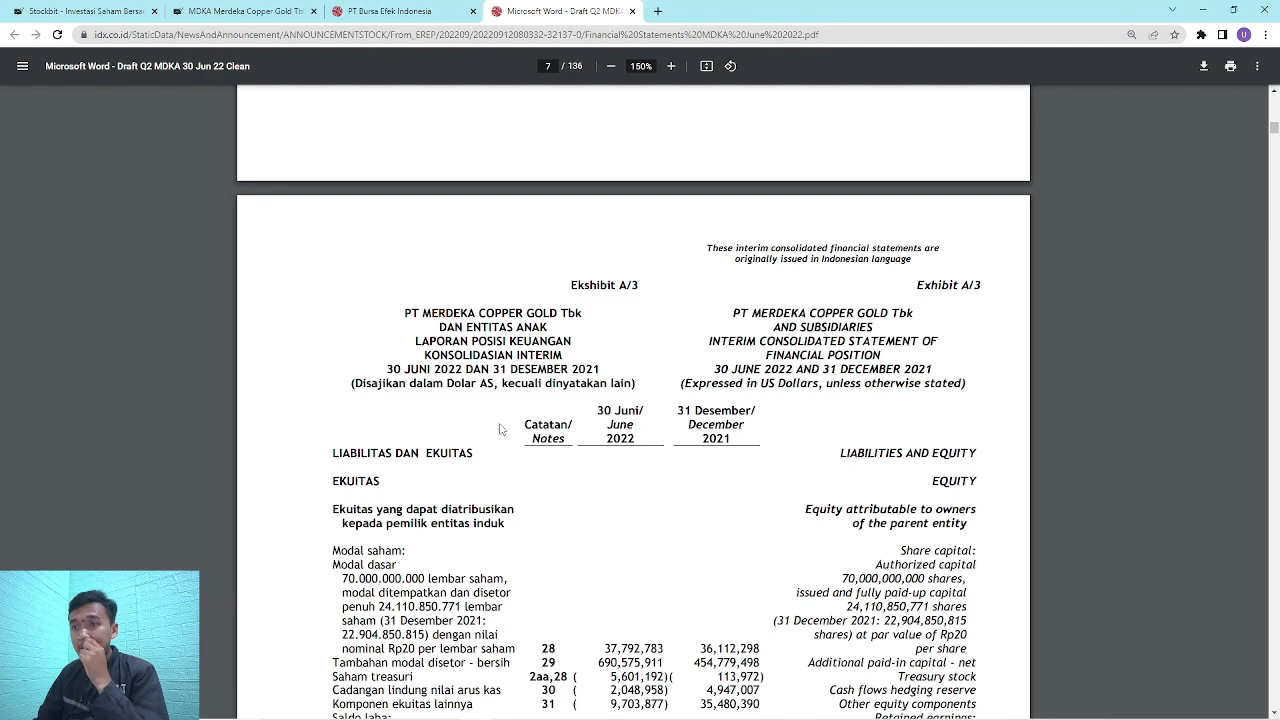 Stockbit - Investasi Saham Bersa
MDKA Merdeka Copper Gold Tb
PT Bursa Efek Indonesia
Microsoft Word - Draft Q2 MDKA
idx.co.id/StaticData/NewsAndAnnouncement/ANNOUNCEMENTSTOCK/From_EREP/202209/20220912080332-32137-0/Financial%20Statements%20MDKA%20June%202022.pdf
U
Microsoft Word - Draft Q2 MDKA 30 Jun 22 Clean
7 / 136
150%
These interim consolidated financial statements are
originally issued in Indonesian language
Ekshibit A/3
Exhibit A/3
PT MERDEKA COPPER GOLD Tbk
DAN ENTITAS ANAK
LAPORAN POSISI KEUANGAN
KONSOLIDASIAN INTERIM
30 JUNI 2022 DAN 31 DESEMBER 2021
(Disajikan dalam Dolar AS, kecuali dinyatakan lain)
PT MERDEKA COPPER GOLD Tbk
AND SUBSIDIARIES
INTERIM CONSOLIDATED STATEMENT OF
FINANCIAL POSITION
30 JUNE 2022 AND 31 DECEMBER 2021
(Expressed in US Dollars, unless otherwise stated)
Catatan/
Notes
30 Juni/
June
2022
31 Desember/
December
2021
LIABILITAS DAN EKUITAS LIABILITIES AND EQUITY
EKUITAS EQUITY
Ekuitas yang dapat diatribusikan Equity attributable to owners
kepada pemilik entitas induk of the parent entity
Modal saham: Share capital:
Modal dasar Authorized capital
70.000.000.000 lembar saham, 70,000,000,000 shares,
modal ditempatkan dan disetor issued and fully paid-up capital
penuh 24.110.850.771 lembar 24,110,850,771 shares
saham (31 Desember 2021: (31 December 2021: 22,904,850,815
22.904.850.815) dengan nilai shares) at par value of Rp20
nominal Rp20 per lembar saham 28 37,792,783 36,112,298 per share
Tambahan modal disetor - bersih 29 690,575,911 454,779,498 Additional paid-in capital - net
Saham treasuri 2aa,28 ( 5,601,192)( 113,972) Treasury stock
Cadangan lindung nilai arus kas 30 ( 2,048,958) 4,947,007 Cash flows hedging reserve
Komponen ekuitas lainnya 31 ( 9,703,877) 35,480,390 Other equity components
Saldo laba: Retained earnings: